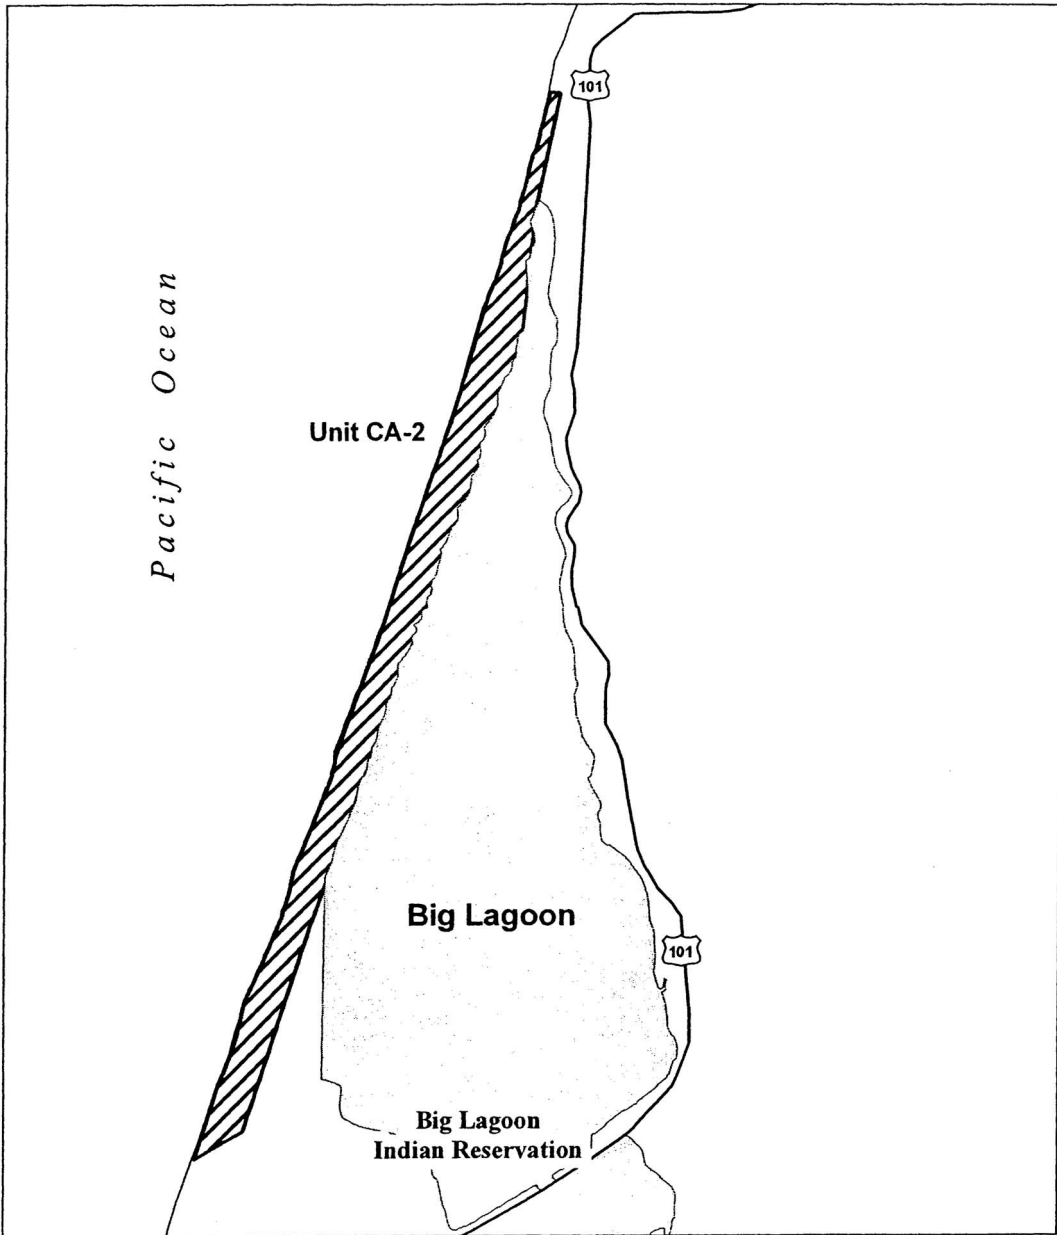 101
Pacific Ocean
Unit CA-2
Big Lagoon
101
Big Lagoon
Indian Reservation